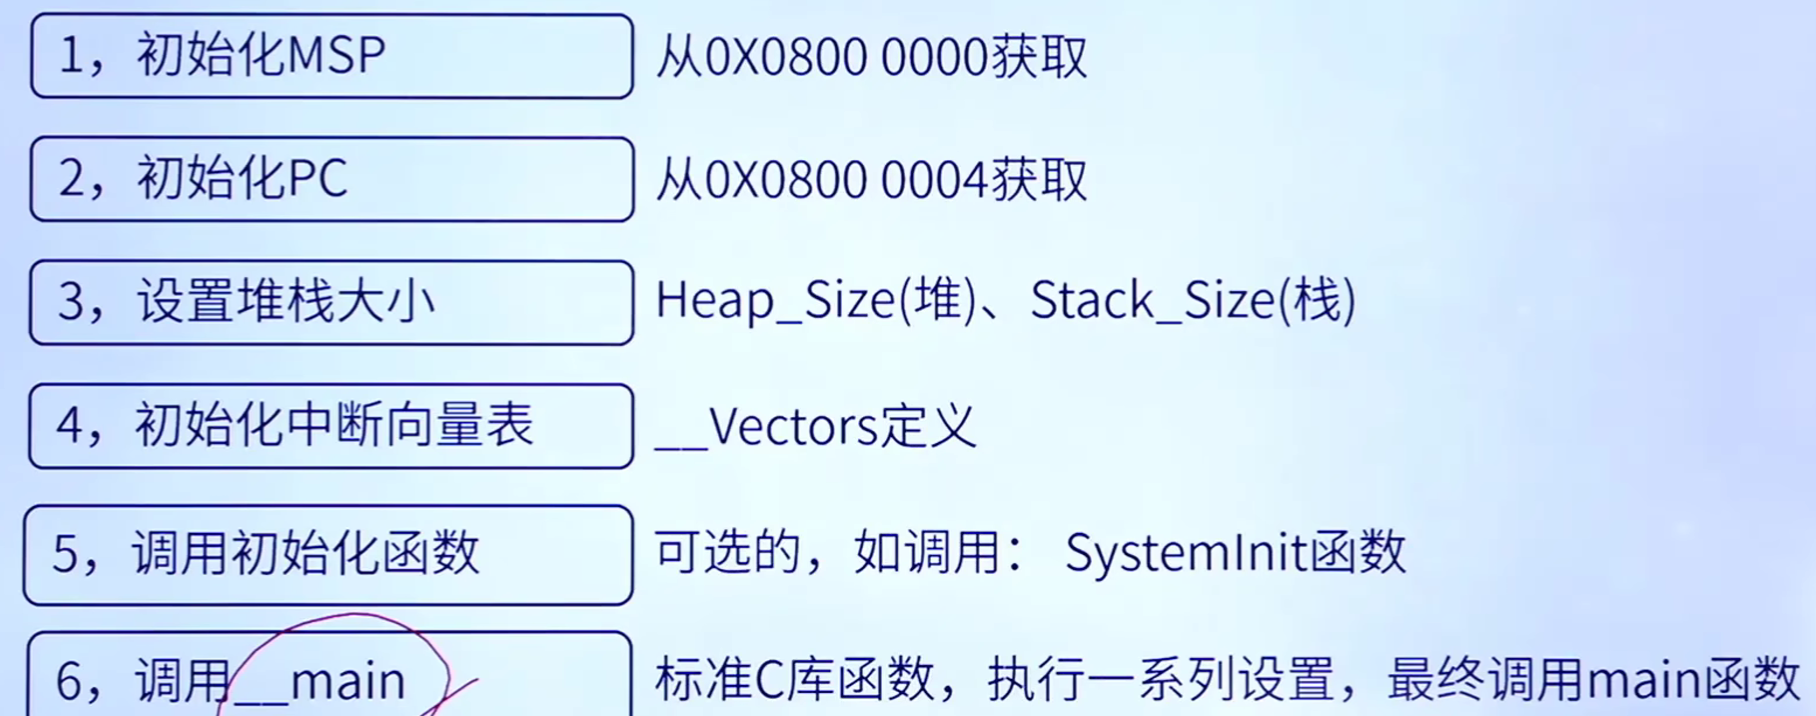 1，初始化MSP 从0X0800 0000获取
2，初始化PC 从0X0800 0004获取
3，设置堆栈大小 Heap_Size(堆)、Stack_Size(栈)
4，初始化中断向量表 __Vectors定义
5，调用初始化函数 可选的，如调用： SystemInit函数
6，调用__main 标准C库函数，执行一系列设置，最终调用main函数